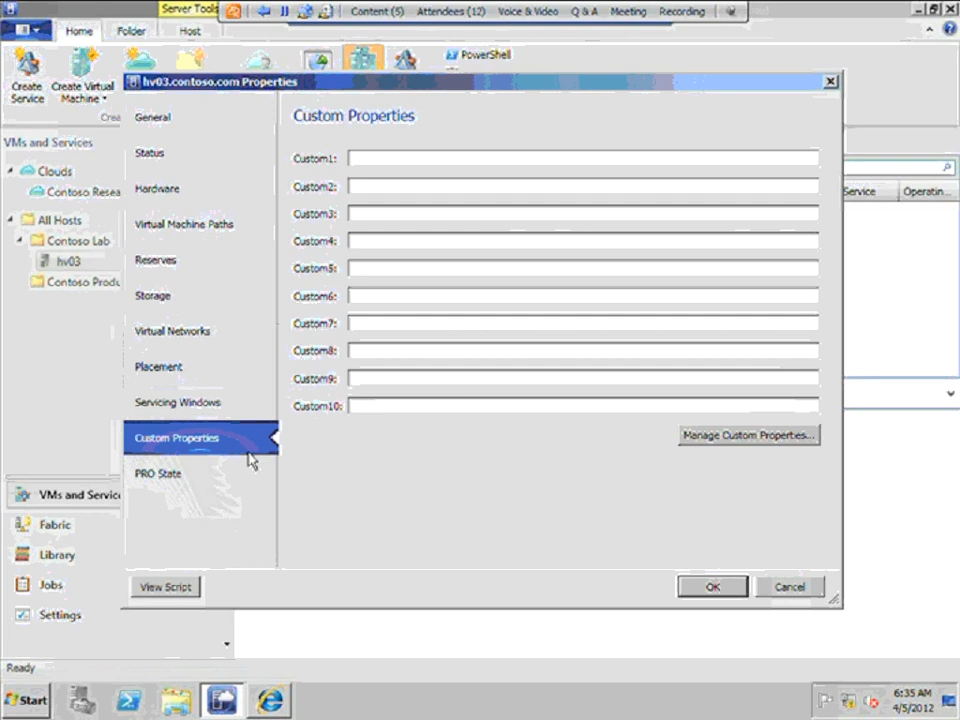 Server Tools
Content (5) Attendees (12) Voice & Video Q & A Meeting Recording
Home Folder Host
PowerShell
Create Service
Create Virtual Machine
hv03.contoso.com Properties
VMs and Services
Clouds
Contoso Resea
All Hosts
Contoso Lab
hv03
Contoso Produ
General
Status
Hardware
Virtual Machine Paths
Reserves
Storage
Virtual Networks
Placement
Servicing Windows
Custom Properties
PRO State
Custom Properties
Custom1:
Custom2:
Custom3:
Custom4:
Custom5:
Custom6:
Custom7:
Custom8:
Custom9:
Custom10:
Manage Custom Properties...
Service Operatin...
View Script OK Cancel
VMs and Service
Fabric
Library
Jobs
Settings
Ready
Start
6:35 AM
4/5/2012